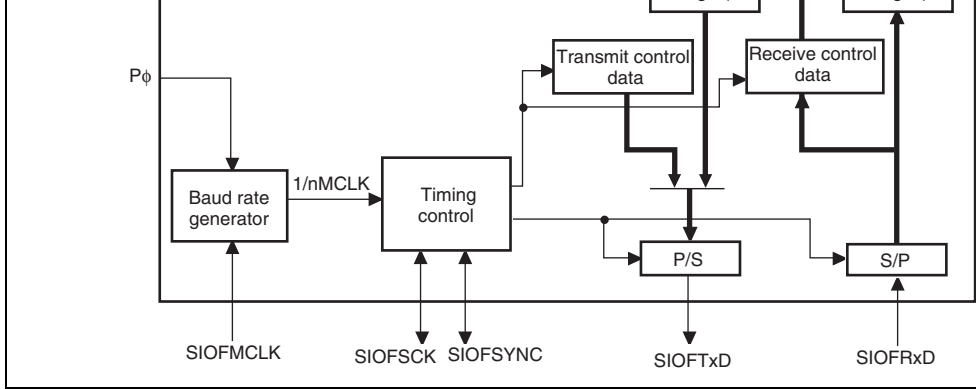 Transmit control
data
Receive control
data
Pϕ
1/nMCLK
Baud rate
generator
Timing
control
P/S
S/P
SIOFMCLK
SIOFSCK
SIOFSYNC
SIOFTxD
SIOFRxD